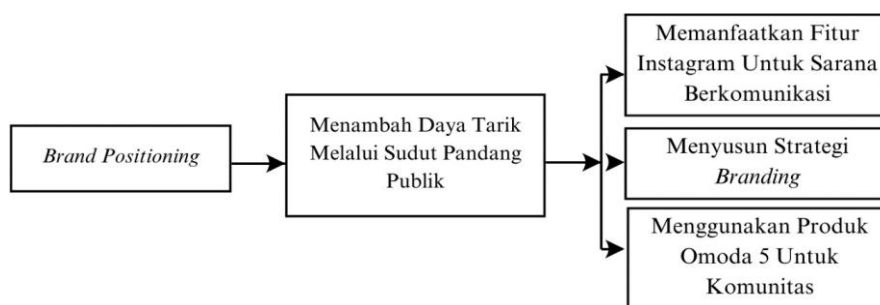 Brand Positioning
Menambah Daya Tarik
Melalui Sudut Pandang
Publik
Memanfaatkan Fitur
Instagram Untuk Sarana
Berkomunikasi
Menyusun Strategi
Branding
Menggunakan Produk
Omoda 5 Untuk
Komunitas